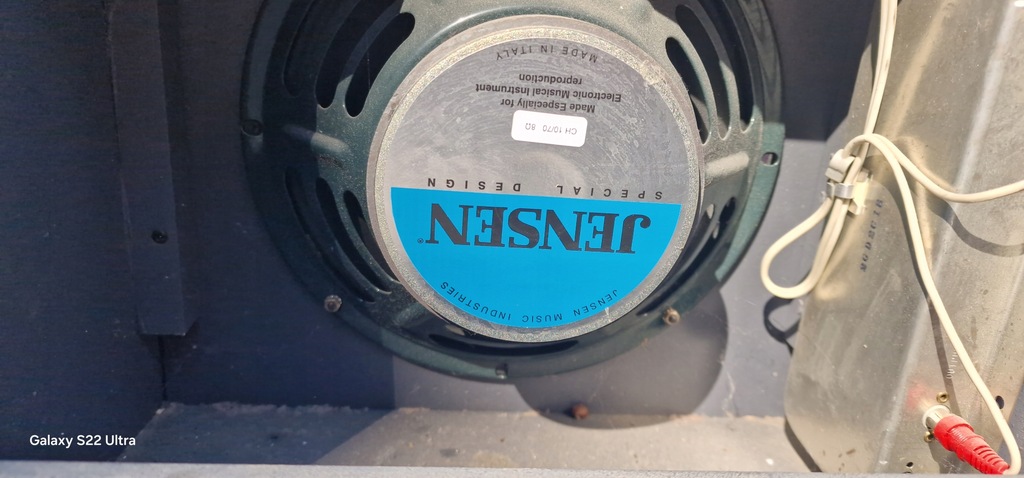 JENSEN MUSIC INDUSTRIES
JENSEN®
SPECIAL DESIGN
CH 10/70 8Ω
Made Especially for
Electronic Musical Instrument
reproduction
MADE IN ITALY
Galaxy S22 Ultra